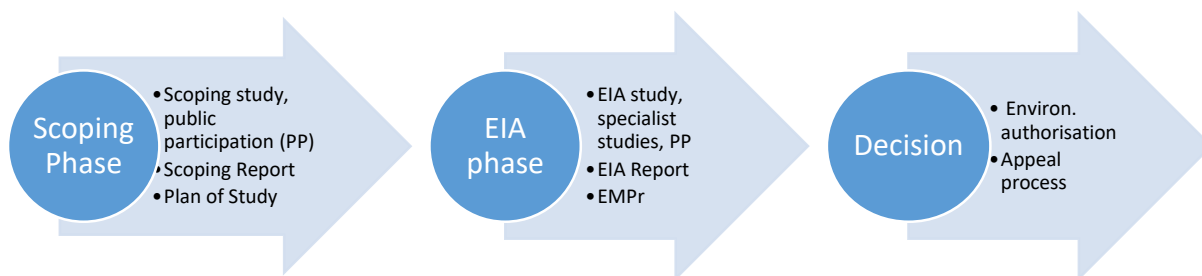 Scoping
Phase
•Scoping study,
public
participation (PP)
•Scoping Report
•Plan of Study
EIA
phase
•EIA study,
specialist
studies, PP
•EIA Report
•EMPr
Decision
• Environ.
authorisation
•Appeal
process